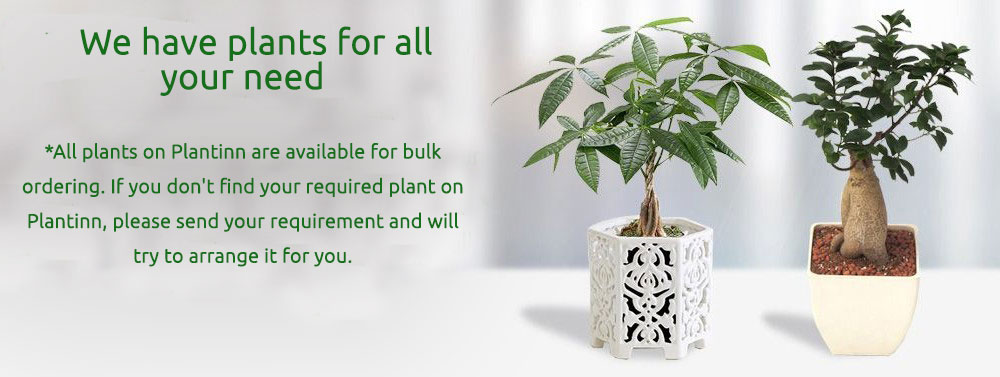 We have plants for all
your need
*All plants on Plantinn are available for bulk
ordering. If you don't find your required plant on
Plantinn, please send your requirement and will
try to arrange it for you.